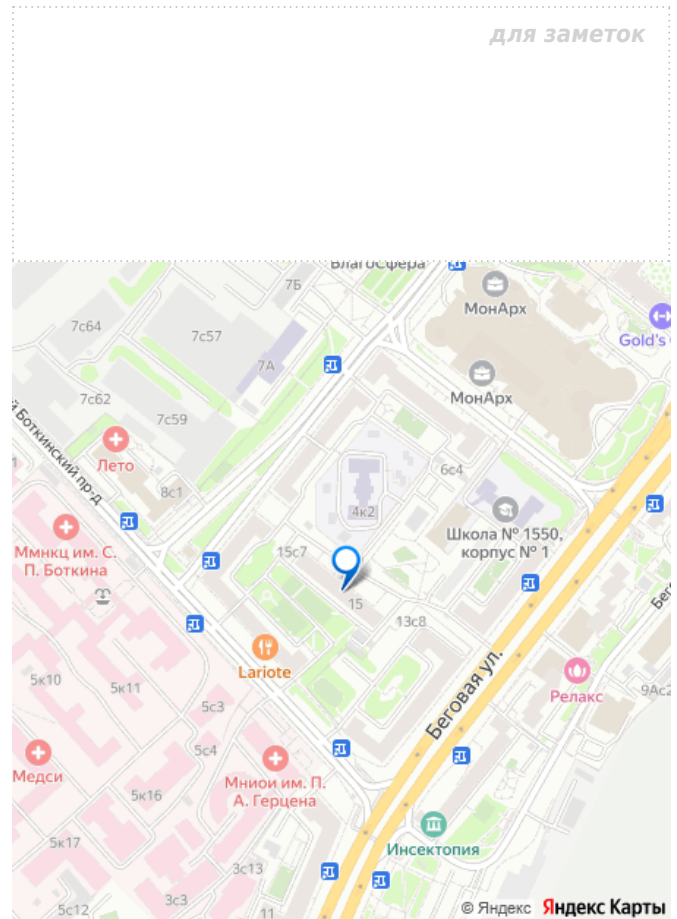 для заметок
БлагоСфера
7Б
МонАрх
7с64
7с57
Gold's
7А
МонАрх
7с62
7с59
й Боткинский пр-д
Лето
6с4
8с1
4к2
Школа № 1550,
корпус № 1
Ммнкц им. С.
П. Боткина
15с7
15
13с8
Lariote
Беговая ул.
Бег
Релакс
9Ас2
5к10
5к11
5с3
5с4
Медси
Мниои им. П.
А. Герцена
5к16
Инсектопия
5к17
3с13
3с3
5с12
11
© Яндекс Яндекс Карты